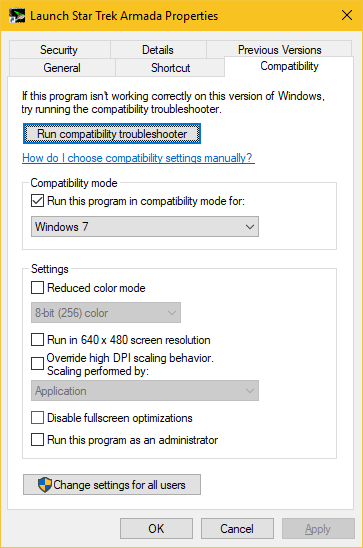 Launch Star Trek Armada Properties
Security Details Previous Versions
General Shortcut Compatibility
If this program isn't working correctly on this version of Windows,
try running the compatibility troubleshooter.
Run compatibility troubleshooter
How do I choose compatibility settings manually?
Compatibility mode
Run this program in compatibility mode for:
Windows 7
Settings
Reduced color mode
8-bit (256) color
Run in 640 x 480 screen resolution
Override high DPI scaling behavior.
Scaling performed by:
Application
Disable fullscreen optimizations
Run this program as an administrator
Change settings for all users
OK Cancel Apply